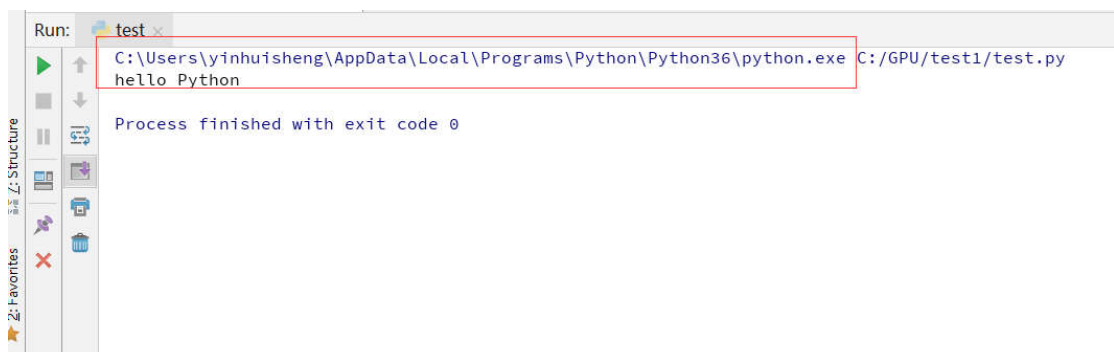 Run: test
C:\Users\yinhuisheng\AppData\Local\Programs\Python\Python36\python.exe C:/GPU/test1/test.py
hello Python
Process finished with exit code 0
Z: Structure
2: Favorites